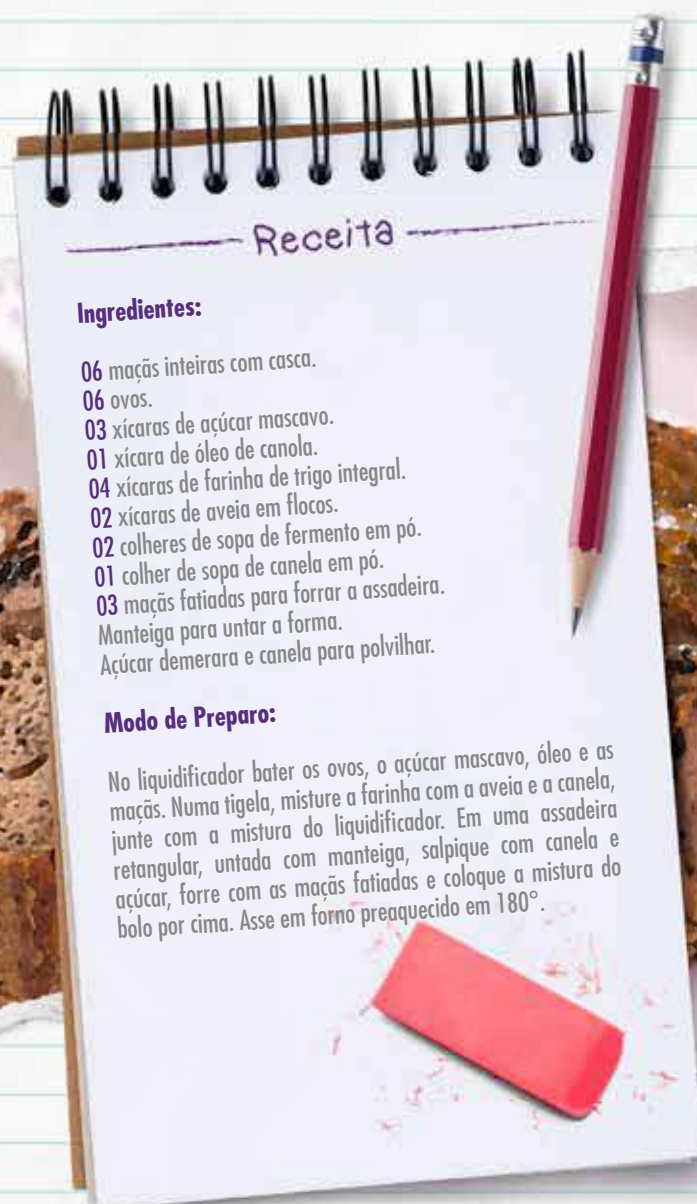 Receita
Ingredientes:
06 maçãs inteiras com casca.
06 ovos.
03 xícaras de açúcar mascavo.
01 xícara de óleo de canola.
04 xícaras de farinha de trigo integral.
02 xícaras de aveia em flocos.
02 colheres de sopa de fermento em pó.
01 colher de sopa de canela em pó.
03 maçãs fatiadas para forrar a assadeira.
Manteiga para untar a forma.
Açúcar demerara e canela para polvilhar.
Modo de Preparo:
No liquidificador bater os ovos, o açúcar mascavo, óleo e as
maçãs. Numa tigela, misture a farinha com a aveia e a canela,
junte com a mistura do liquidificador. Em uma assadeira
retangular, untada com manteiga, salpique com canela e
açúcar, forre com as maçãs fatiadas e coloque a mistura do
bolo por cima. Asse em forno preaquecido em 180°.